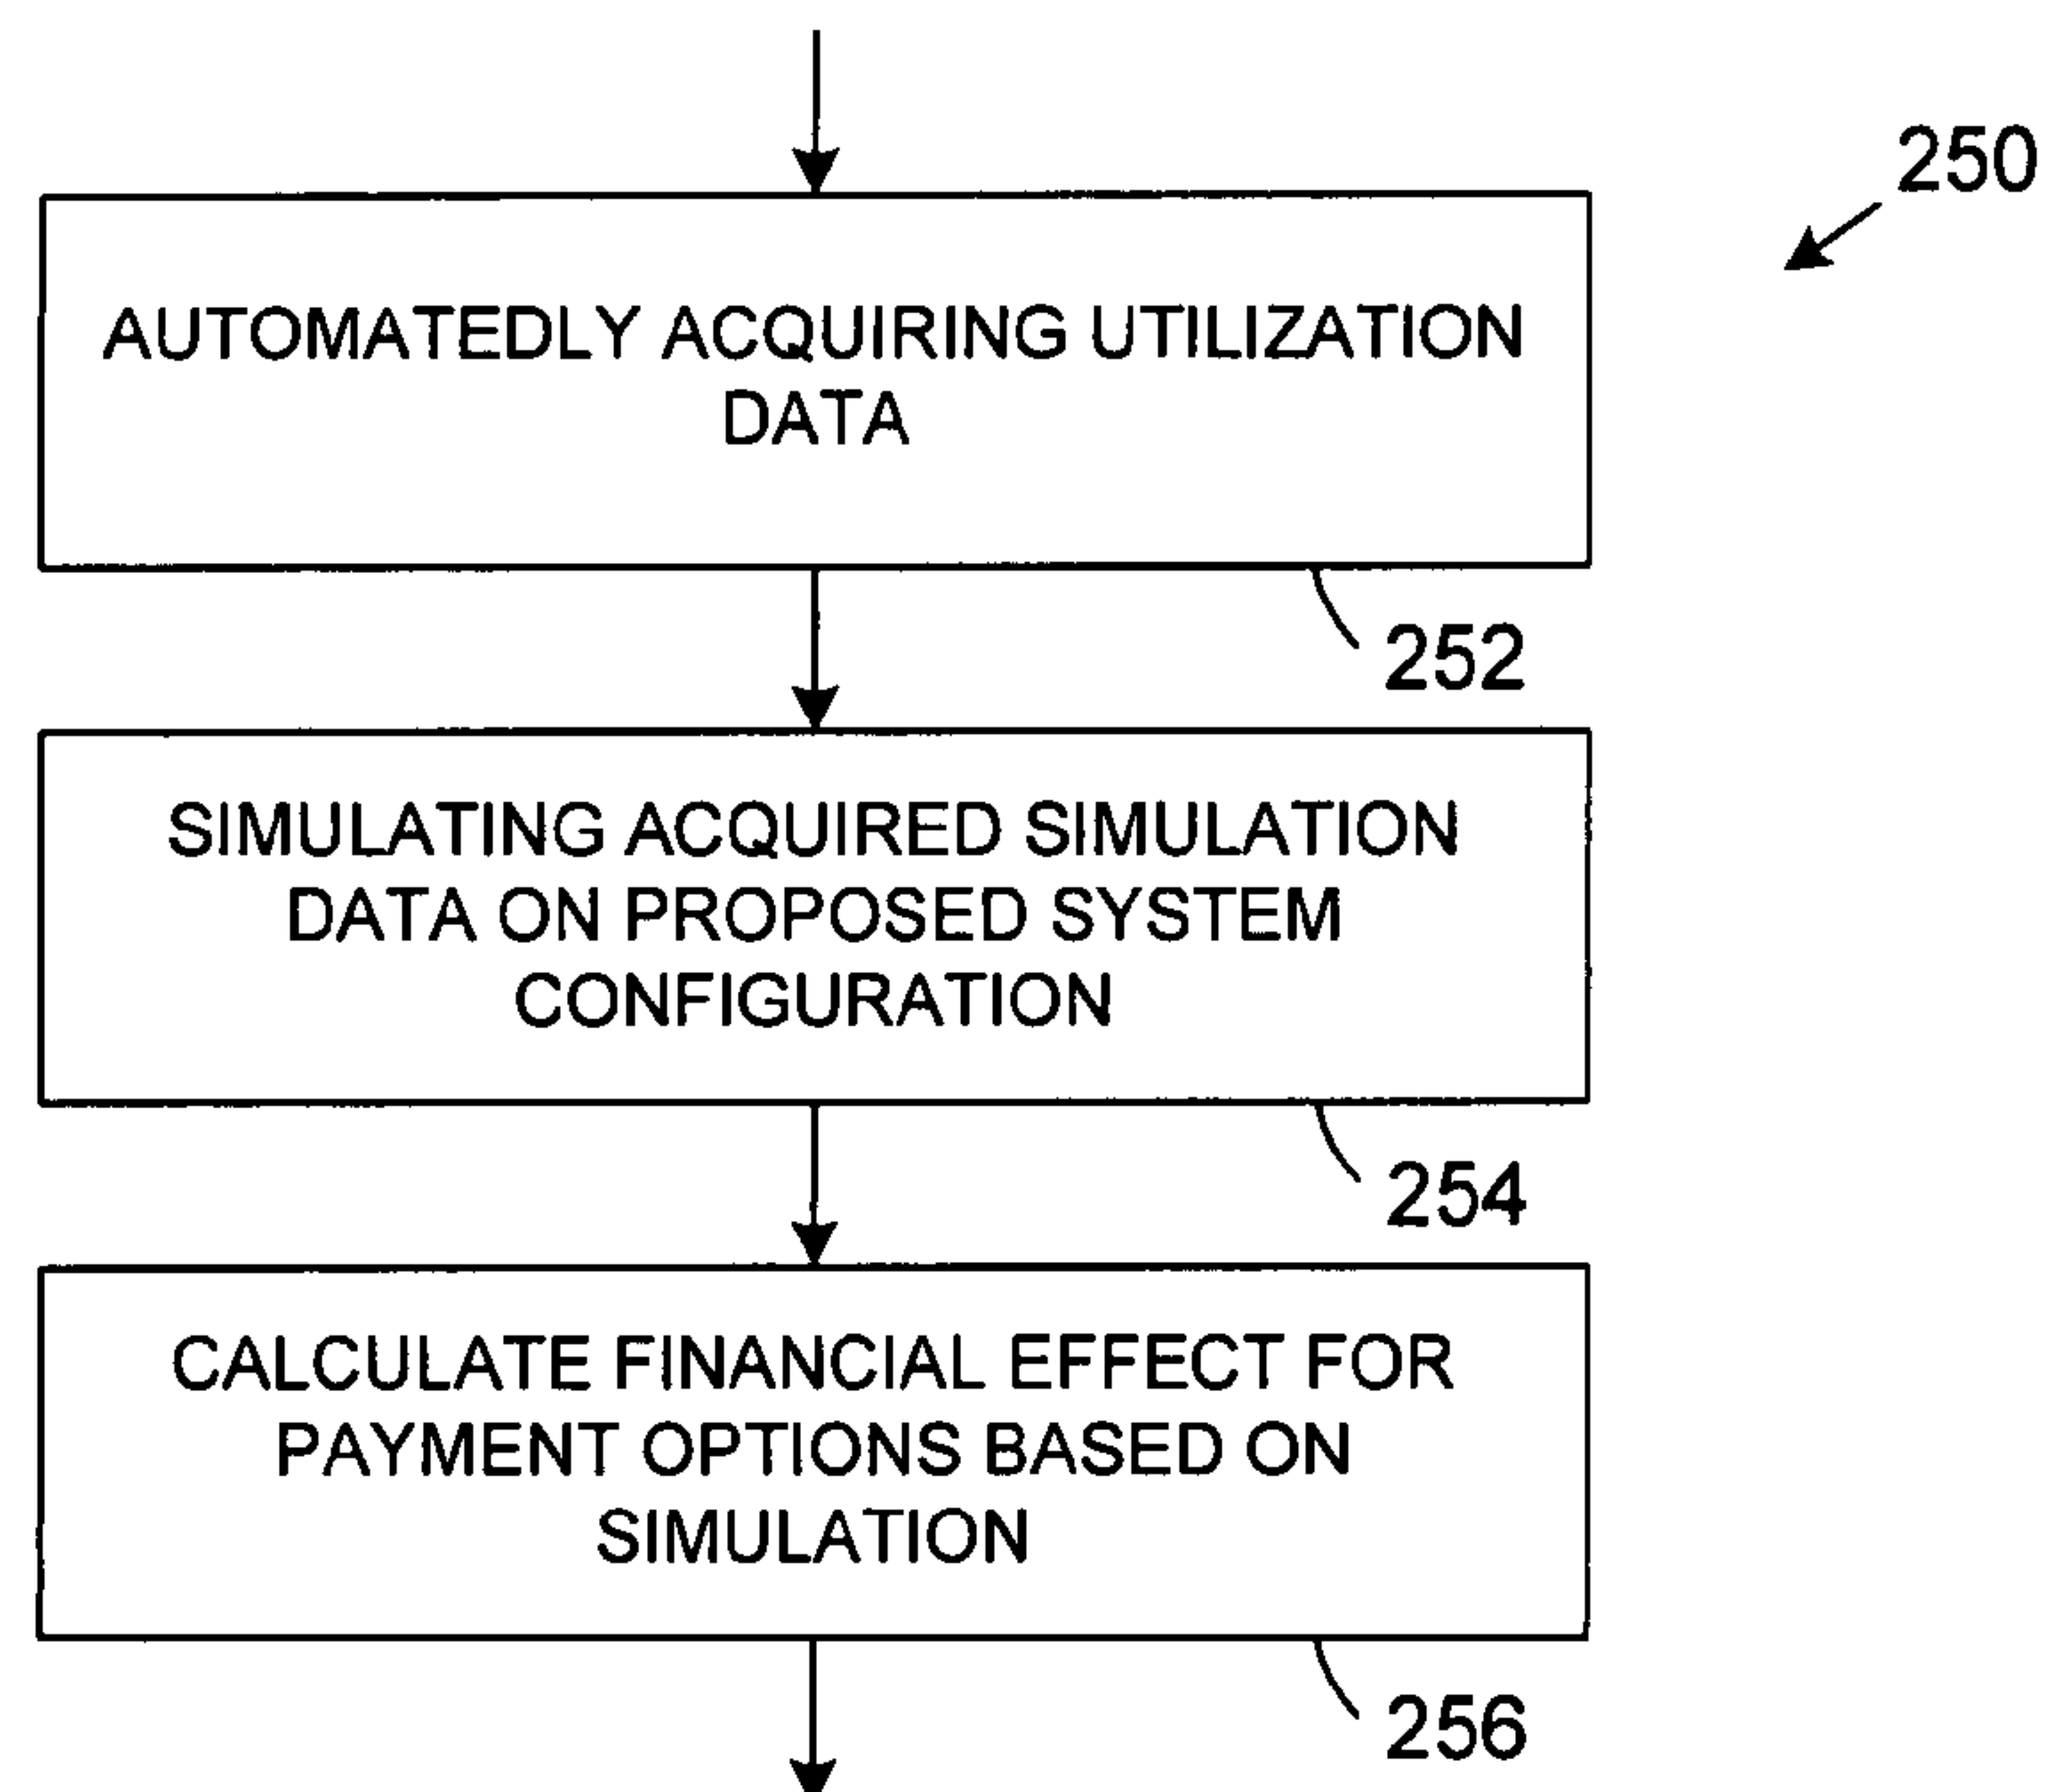 250
AUTOMATEDLY ACQUIRING UTILIZATION
DATA
252
SIMULATING ACQUIRED SIMULATION
DATA ON PROPOSED SYSTEM
CONFIGURATION
254
CALCULATE FINANCIAL EFFECT FOR
PAYMENT OPTIONS BASED ON
SIMULATION
256